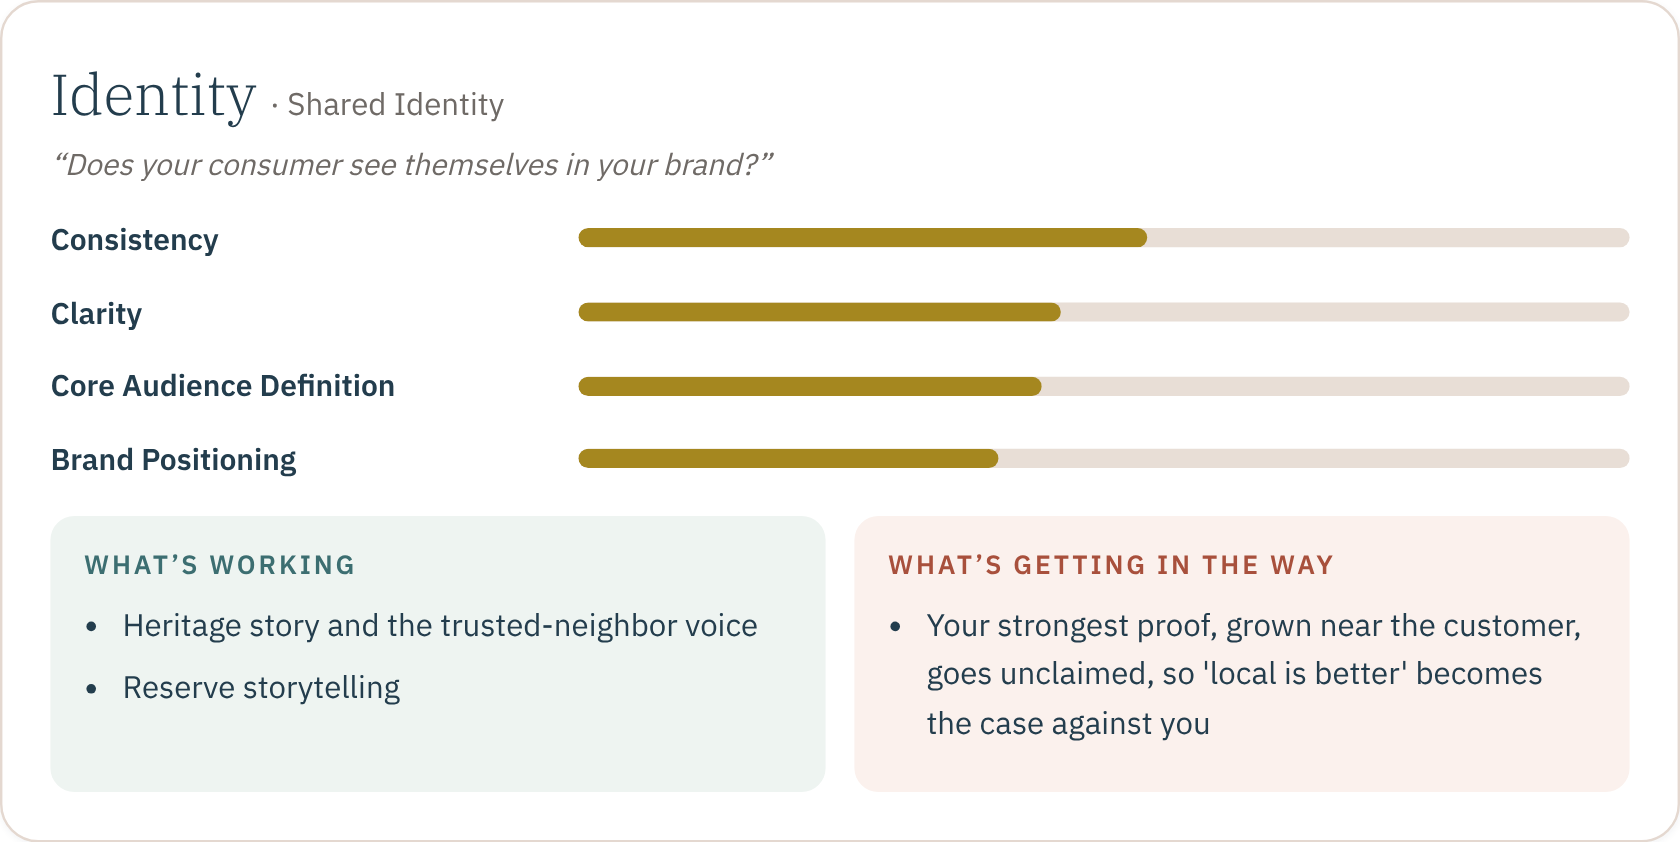 Identity · Shared Identity
“Does your consumer see themselves in your brand?”
Consistency
Clarity
Core Audience Definition
Brand Positioning
WHAT’S WORKING
• Heritage story and the trusted-neighbor voice
• Reserve storytelling
WHAT’S GETTING IN THE WAY
• Your strongest proof, grown near the customer,
goes unclaimed, so 'local is better' becomes
the case against you